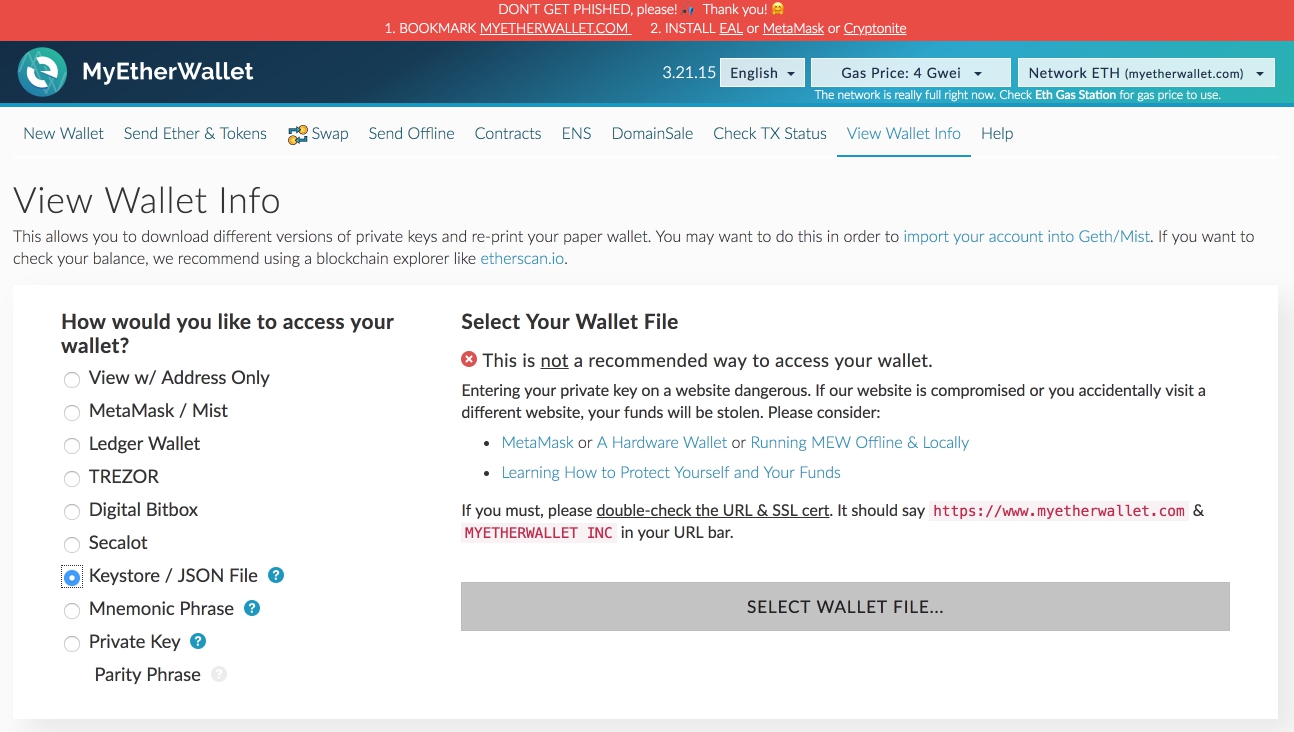 DON'T GET PHISHED, please! Thank you!
1. BOOKMARK MYETHERWALLET.COM 2. INSTALL EAL or MetaMask or Cryptonite
MyEtherWallet
3.21.15 English Gas Price: 4 Gwei Network ETH (myetherwallet.com)
The network is really full right now. Check Eth Gas Station for gas price to use.
New Wallet Send Ether & Tokens Swap Send Offline Contracts ENS DomainSale Check TX Status View Wallet Info Help
View Wallet Info
This allows you to download different versions of private keys and re-print your paper wallet. You may want to do this in order to import your account into Geth/Mist. If you want to
check your balance, we recommend using a blockchain explorer like etherscan.io.
How would you like to access your
wallet?
View w/ Address Only
MetaMask / Mist
Ledger Wallet
TREZOR
Digital Bitbox
Secalot
Keystore / JSON File ?
Mnemonic Phrase ?
Private Key ?
Parity Phrase ?
Select Your Wallet File
This is not a recommended way to access your wallet.
Entering your private key on a website dangerous. If our website is compromised or you accidentally visit a
different website, your funds will be stolen. Please consider:
• MetaMask or A Hardware Wallet or Running MEW Offline & Locally
• Learning How to Protect Yourself and Your Funds
If you must, please double-check the URL & SSL cert. It should say https://www.myetherwallet.com &
MYETHERWALLET INC in your URL bar.
SELECT WALLET FILE...